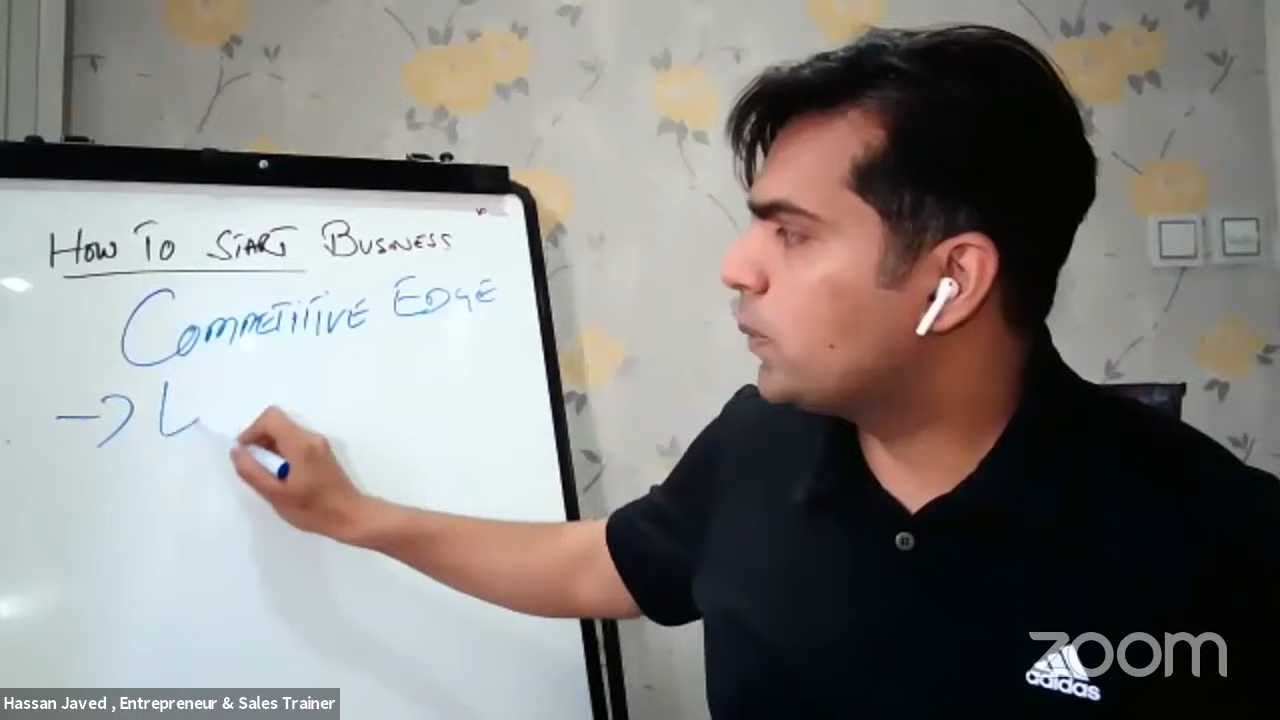 HOW TO START BUSINESS
COMPETITIVE EDGE
→ L
zoom
adidas
Hassan Javed , Entrepreneur & Sales Trainer